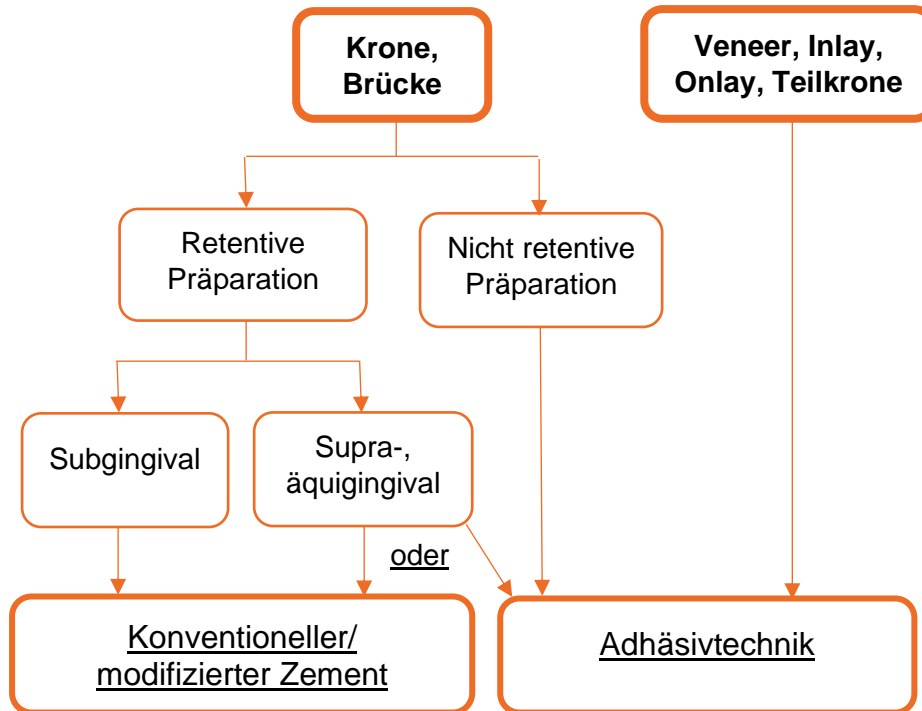 Krone,
Brücke
Veneer, Inlay,
Onlay, Teilkrone
Retentive
Präparation
Nicht retentive
Präparation
Subgingival
Supra-,
äquigingival
oder
Konventioneller/
modifizierter Zement
Adhäsivtechnik